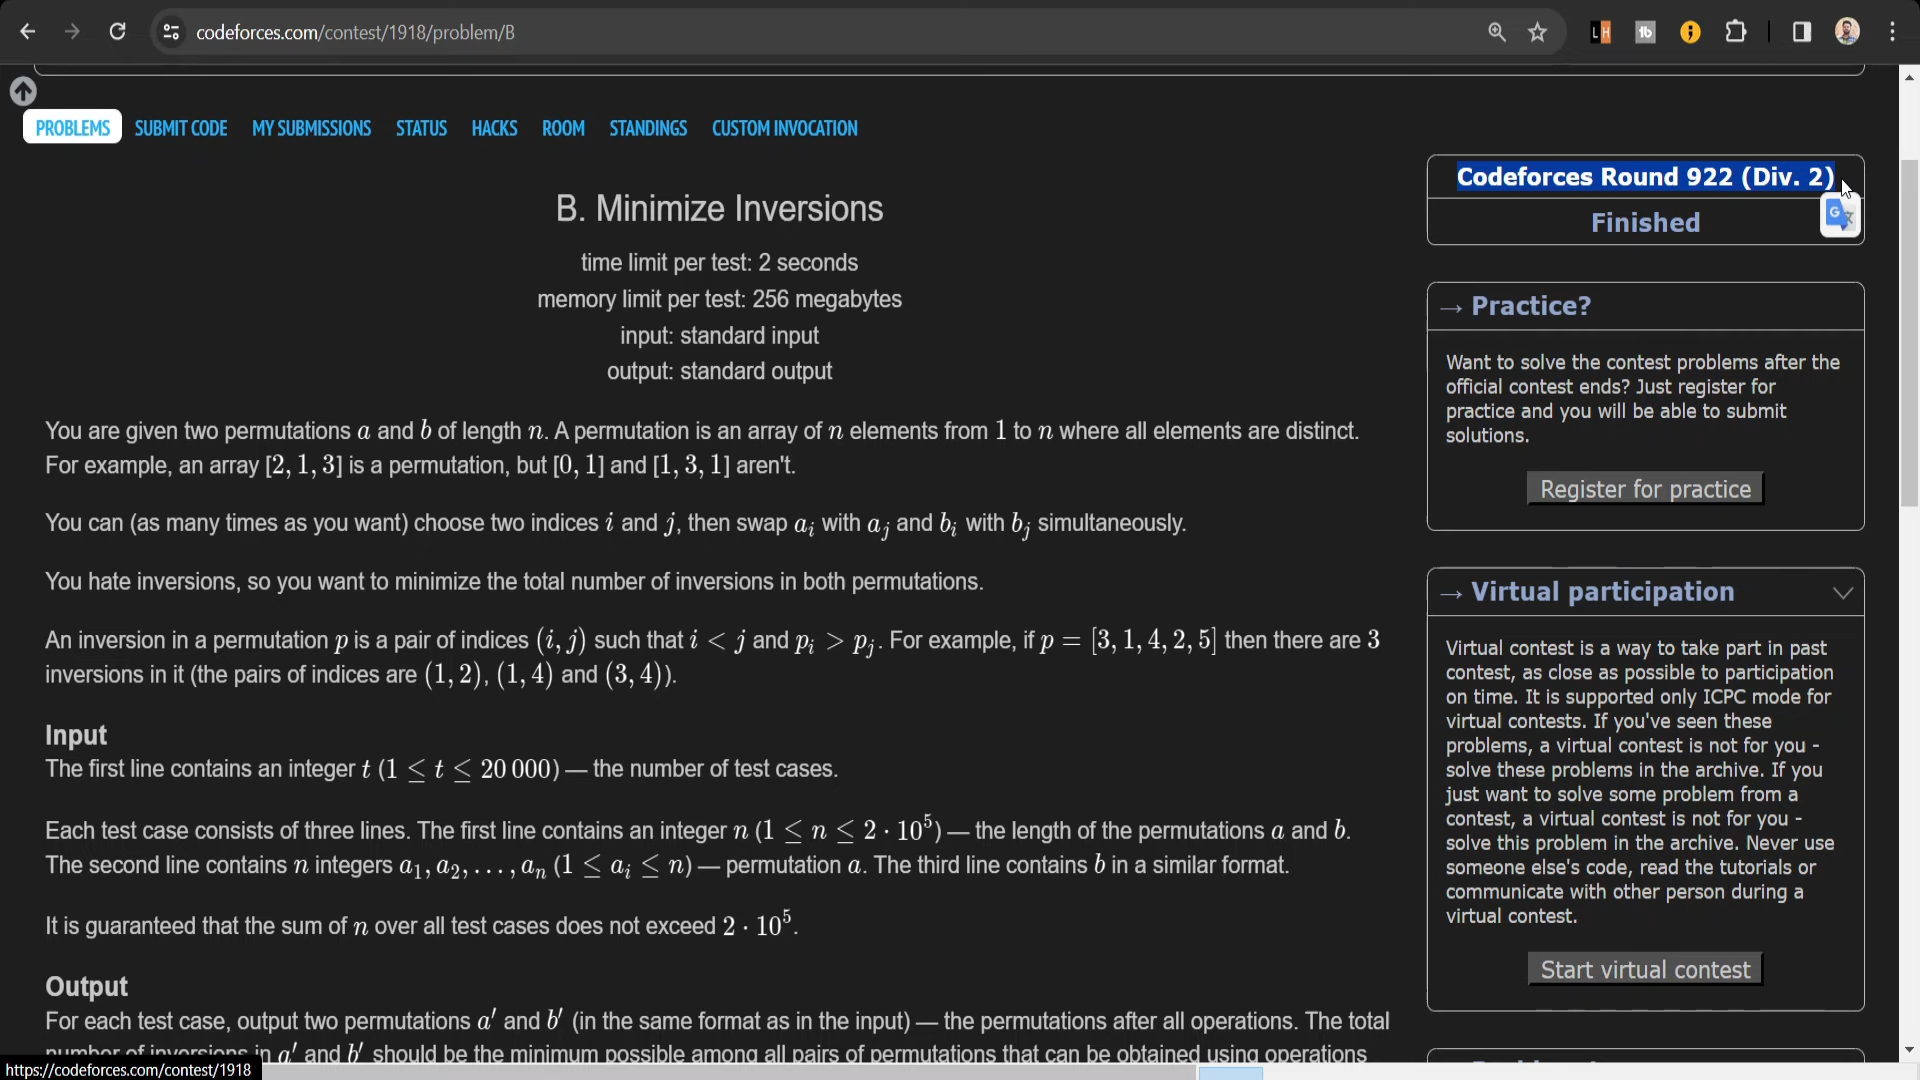 codeforces.com/contest/1918/problem/B
PROBLEMS SUBMIT CODE MY SUBMISSIONS STATUS HACKS ROOM STANDINGS CUSTOM INVOCATION
B. Minimize Inversions
time limit per test: 2 seconds
memory limit per test: 256 megabytes
input: standard input
output: standard output
You are given two permutations a and b of length n. A permutation is an array of n elements from 1 to n where all elements are distinct.
For example, an array [2, 1, 3] is a permutation, but [0, 1] and [1, 3, 1] aren't.
You can (as many times as you want) choose two indices i and j, then swap aᵢ with aⱼ and bᵢ with bⱼ simultaneously.
You hate inversions, so you want to minimize the total number of inversions in both permutations.
An inversion in a permutation p is a pair of indices (i, j) such that i < j and pᵢ > pⱼ. For example, if p = [3, 1, 4, 2, 5] then there are 3
inversions in it (the pairs of indices are (1, 2), (1, 4) and (3, 4)).
Input
The first line contains an integer t (1 ≤ t ≤ 20 000) — the number of test cases.
Each test case consists of three lines. The first line contains an integer n (1 ≤ n ≤ 2 · 10⁵) — the length of the permutations a and b.
The second line contains n integers a₁, a₂, . . . , aₙ (1 ≤ aᵢ ≤ n) — permutation a. The third line contains b in a similar format.
It is guaranteed that the sum of n over all test cases does not exceed 2 · 10⁵.
Output
For each test case, output two permutations a′ and b′ (in the same format as in the input) — the permutations after all operations. The total
number of inversions in a′ and b′ should be the minimum possible among all pairs of permutations that can be obtained using operations
Codeforces Round 922 (Div. 2)
Finished
→ Practice?
Want to solve the contest problems after the
official contest ends? Just register for
practice and you will be able to submit
solutions.
Register for practice
→ Virtual participation
Virtual contest is a way to take part in past
contest, as close as possible to participation
on time. It is supported only ICPC mode for
virtual contests. If you've seen these
problems, a virtual contest is not for you -
solve these problems in the archive. If you
just want to solve some problem from a
contest, a virtual contest is not for you -
solve this problem in the archive. Never use
someone else's code, read the tutorials or
communicate with other person during a
virtual contest.
Start virtual contest
https://codeforces.com/contest/1918